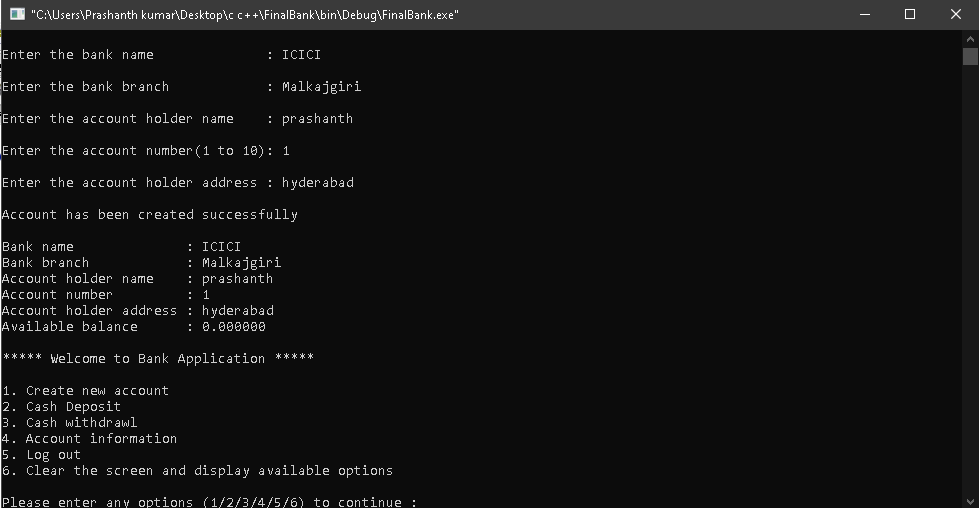 "C:\Users\Prashanth kumar\Desktop\c c++\FinalBank\bin\Debug\FinalBank.exe"
Enter the bank name : ICICI
Enter the bank branch : Malkajgiri
Enter the account holder name : prashanth
Enter the account number(1 to 10): 1
Enter the account holder address : hyderabad
Account has been created successfully
Bank name : ICICI
Bank branch : Malkajgiri
Account holder name : prashanth
Account number : 1
Account holder address : hyderabad
Available balance : 0.000000
***** Welcome to Bank Application *****
1. Create new account
2. Cash Deposit
3. Cash withdrawl
4. Account information
5. Log out
6. Clear the screen and display available options
Please enter any options (1/2/3/4/5/6) to continue :